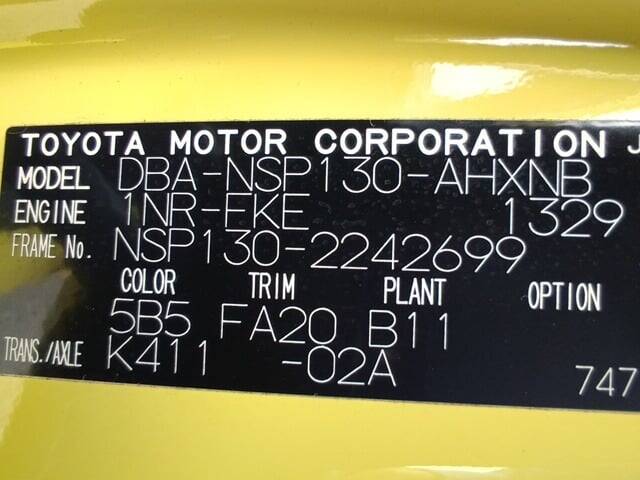 TOYOTA MOTOR CORPORATION J
MODEL DBA-NSP130-AHXNB
ENGINE 1NR-FKE 1329
FRAME No. NSP130-2242699
COLOR TRIM PLANT OPTION
5B5 FA20 B11
TRANS./AXLE K411 -02A
747